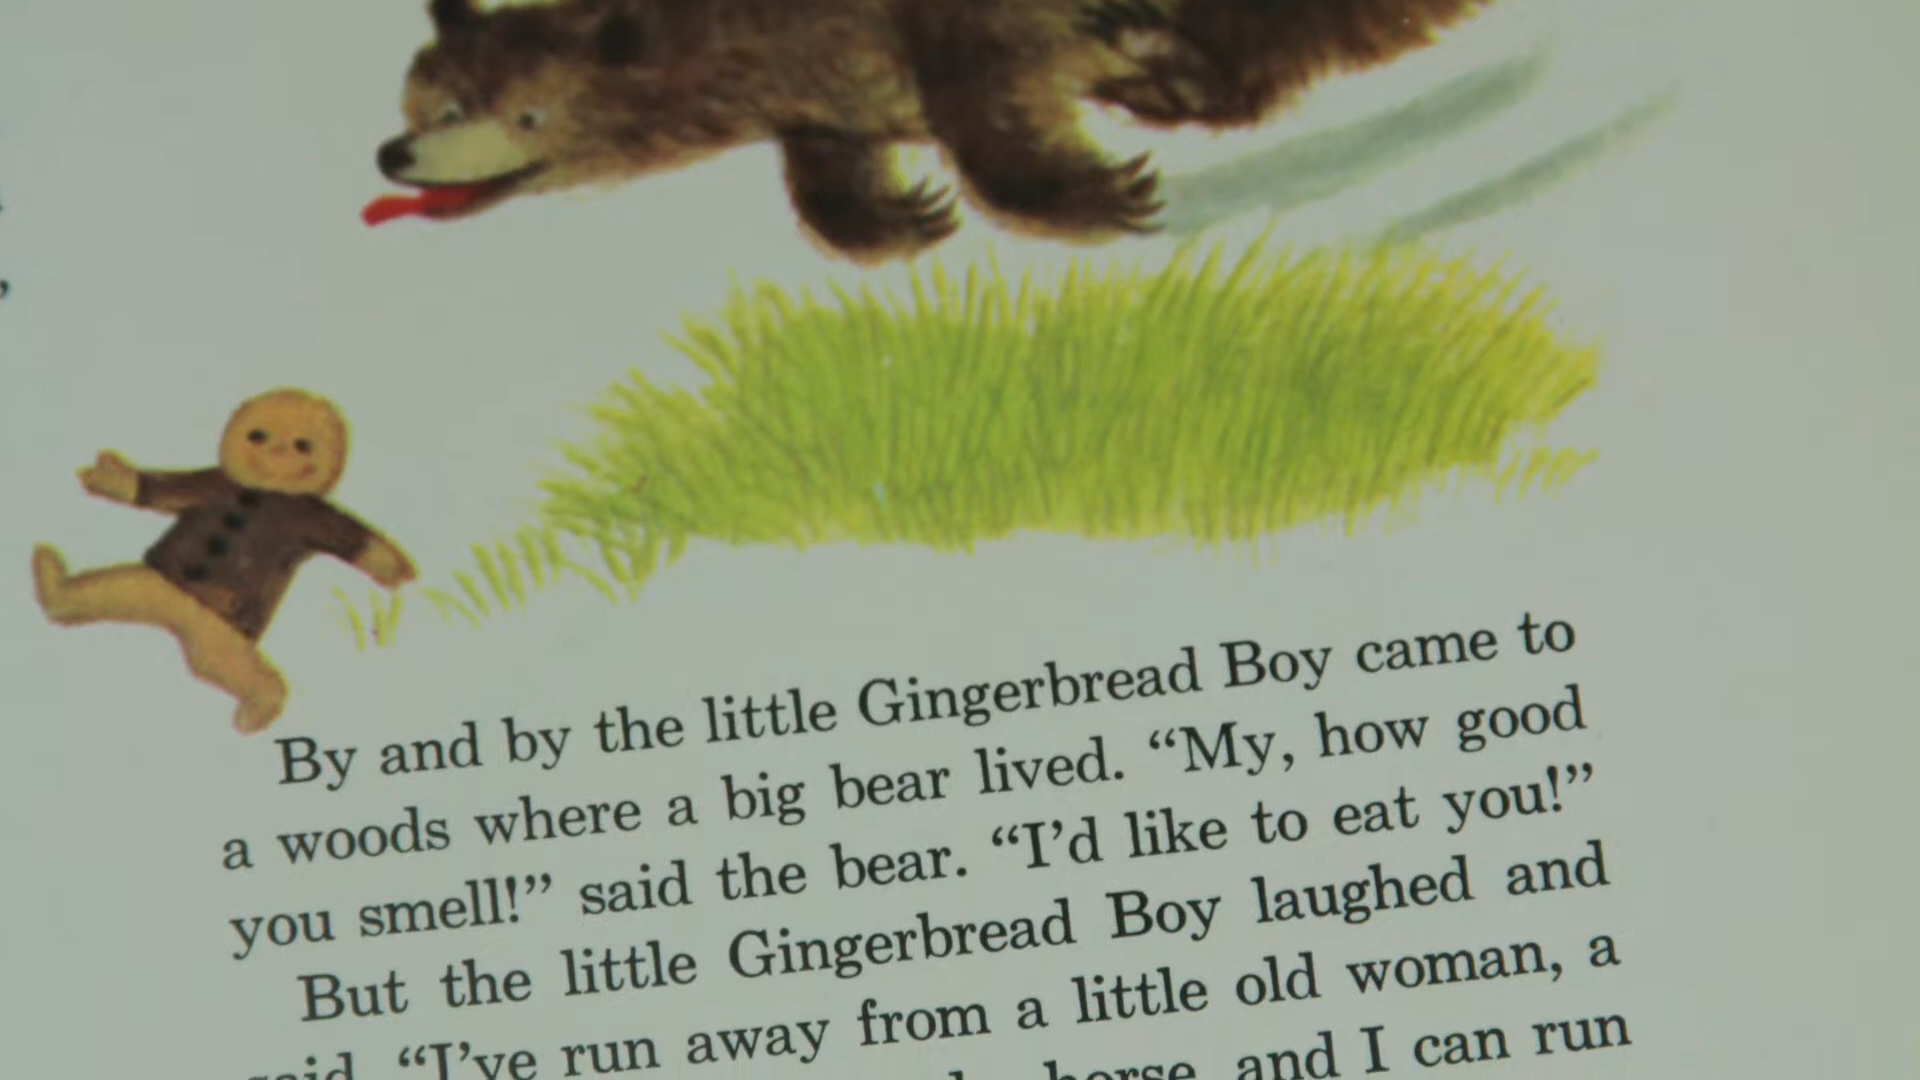 By and by the little Gingerbread Boy came to
a woods where a big bear lived. “My, how good
you smell!” said the bear. “I’d like to eat you!”
But the little Gingerbread Boy laughed and
said, “I’ve run away from a little old woman, a
horse, and I can run